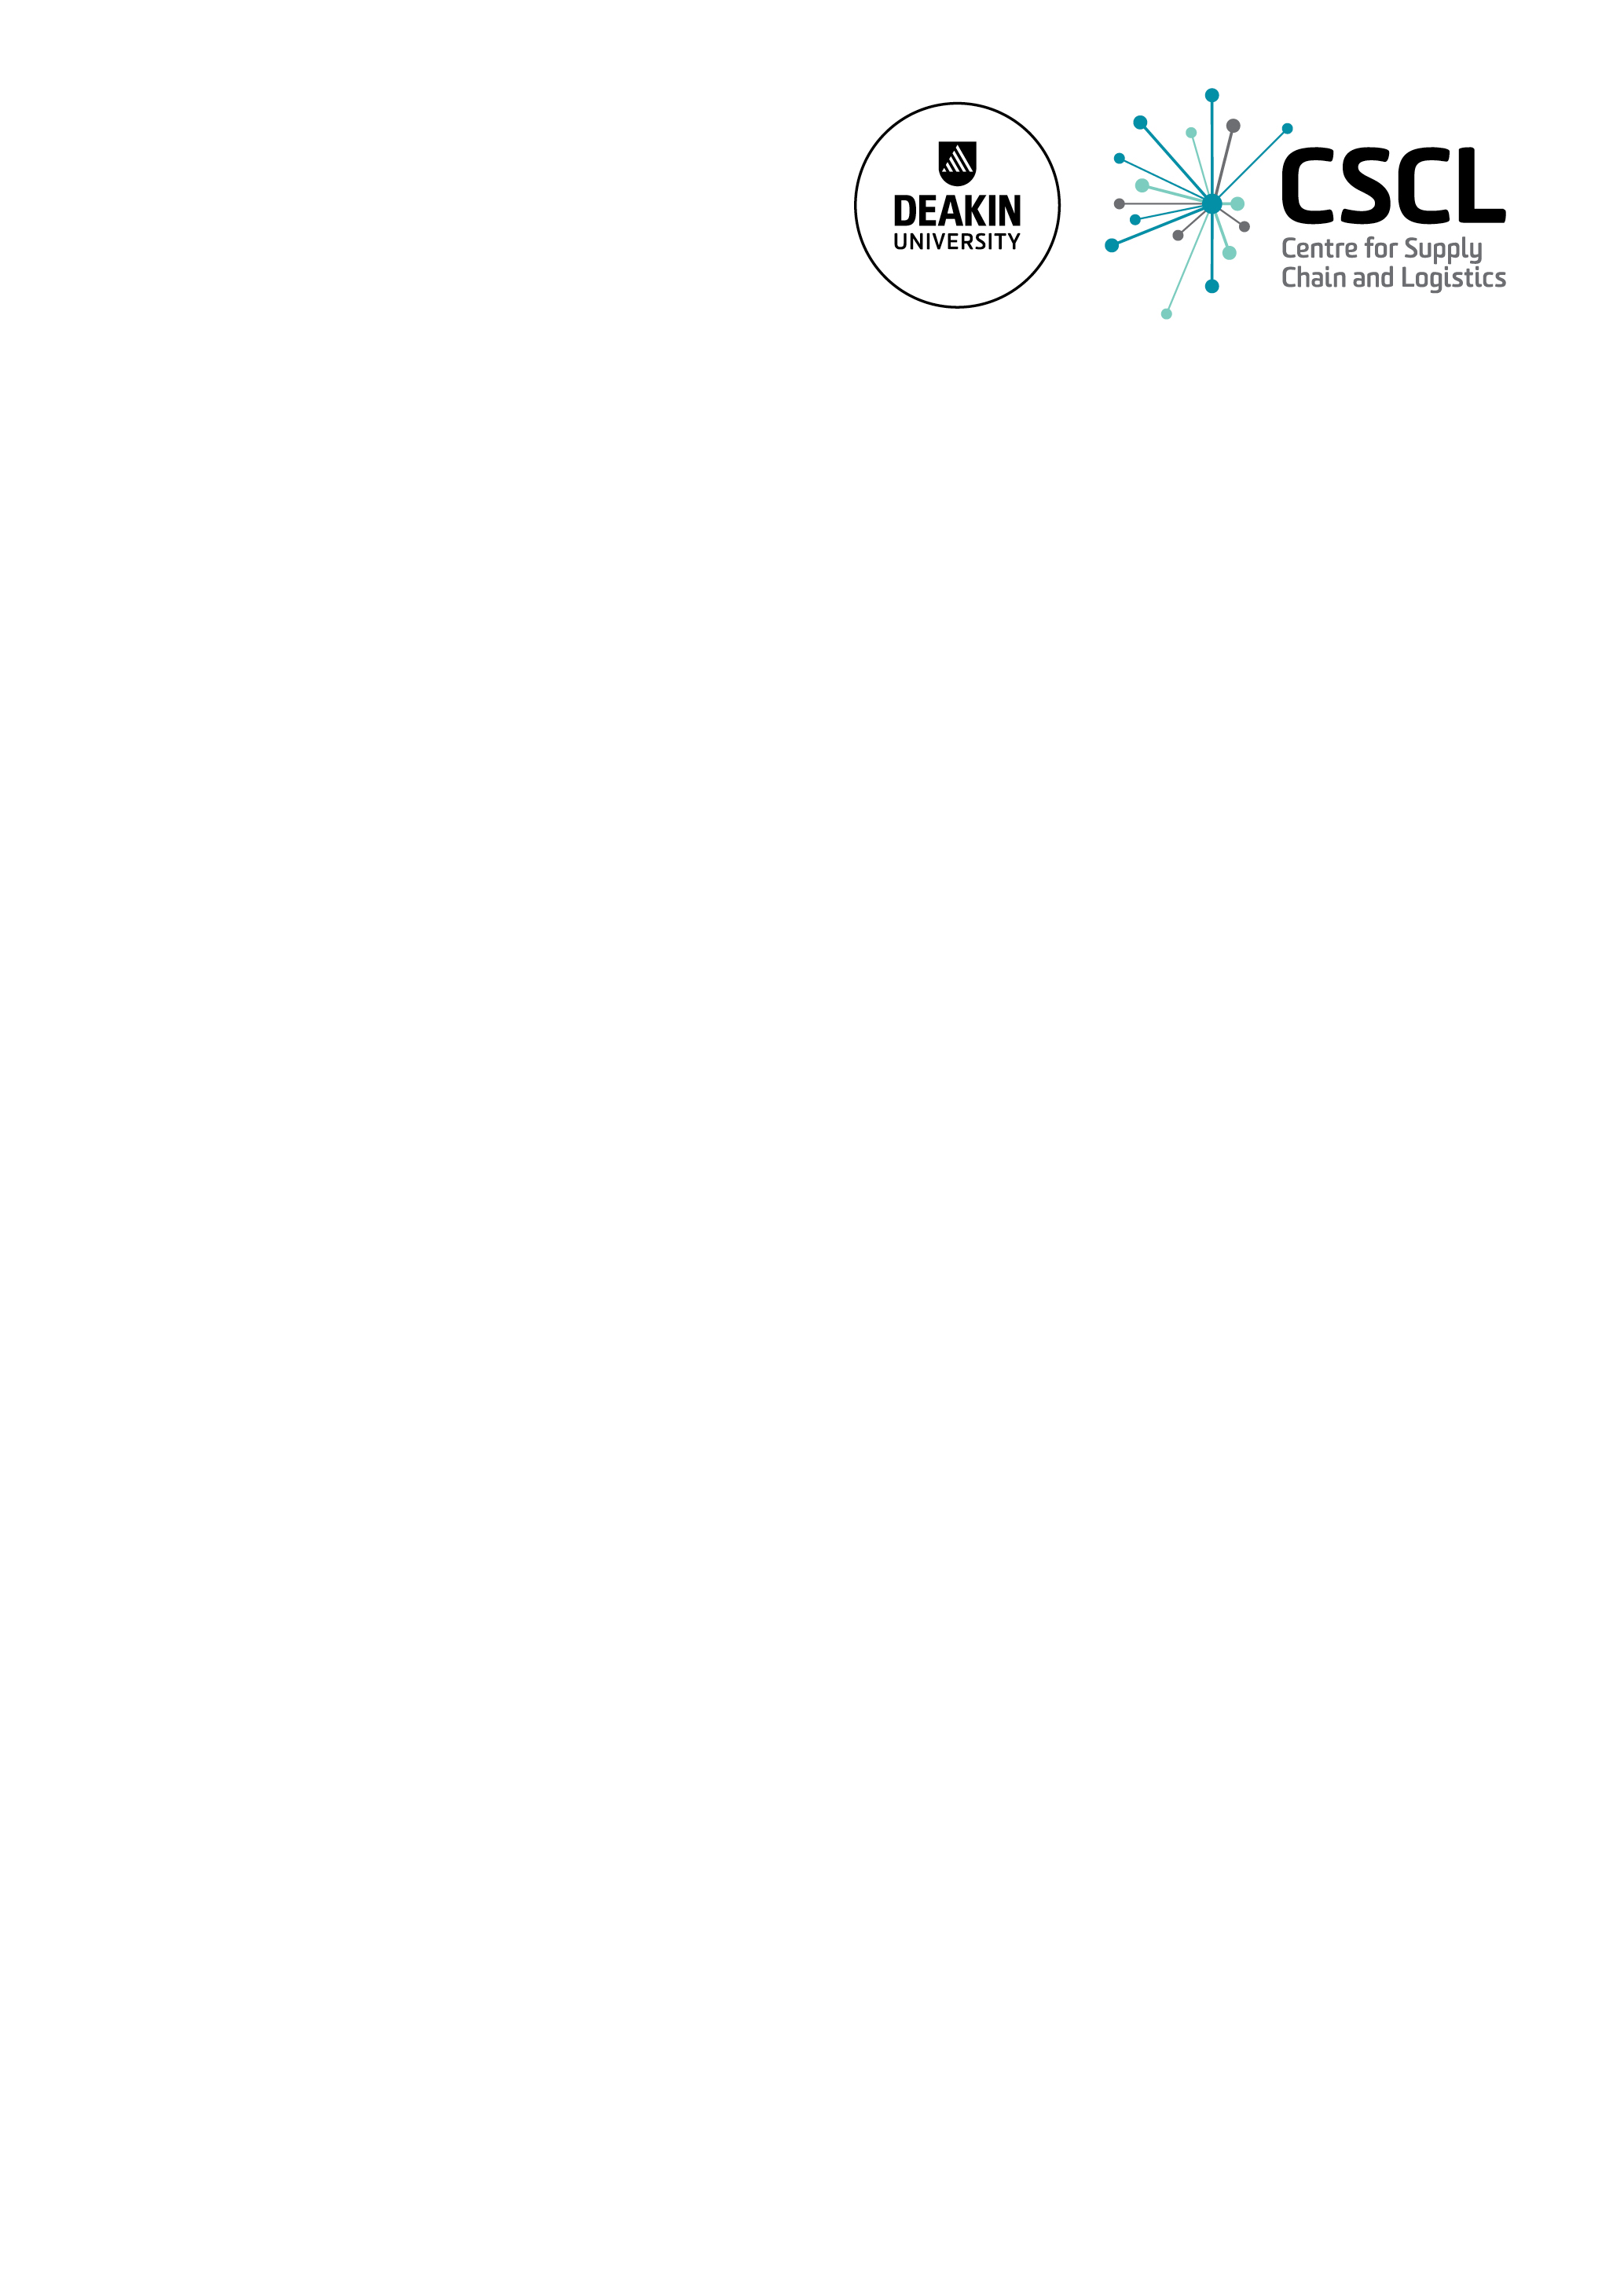 DEAKIN
UNIVERSITY
CSCL
Centre for Supply
Chain and Logistics